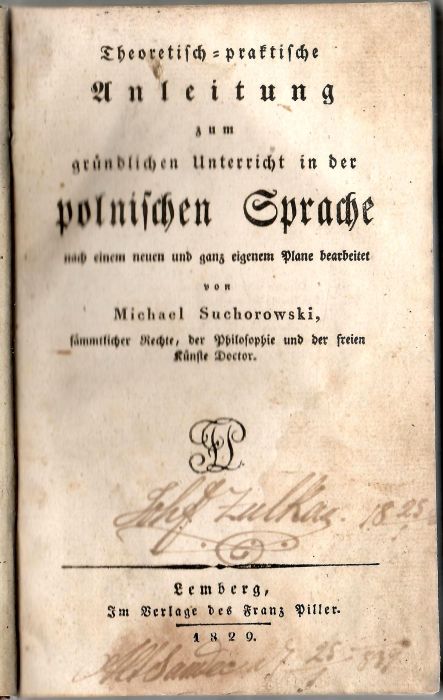 Theoretisch-praktische
Anleitung
zum
gründlichen Unterricht in der
polnischen Sprache
nach einem neuen und ganz eigenem Plane bearbeitet
von
Michael Suchorowski,
sämmtlicher Rechte, der Philosophie und der freien
Künste Doctor.
Lemberg,
Im Verlage des Franz Piller.
1829.